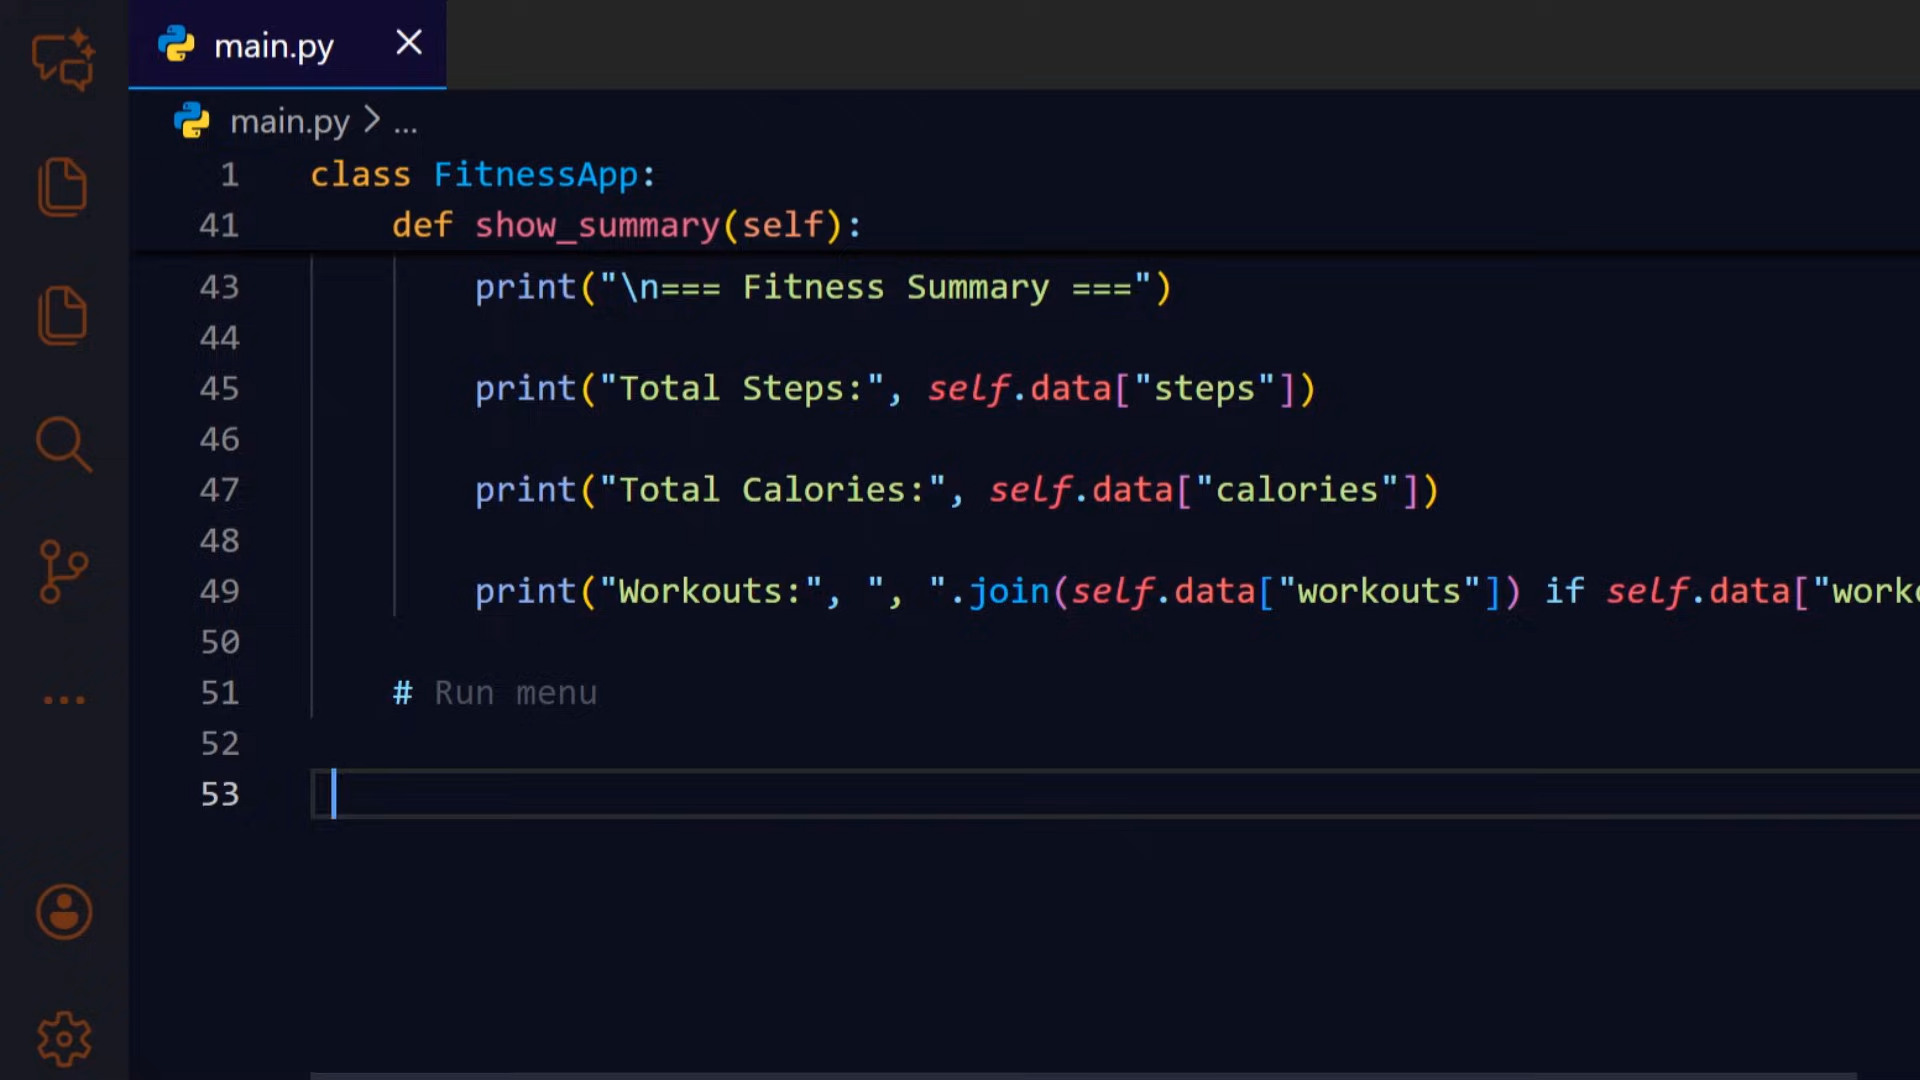 main.py
main.py > ...
1 class FitnessApp:
41 def show_summary(self):
43 print("\n=== Fitness Summary ===")
44
45 print("Total Steps:", self.data["steps"])
46
47 print("Total Calories:", self.data["calories"])
48
49 print("Workouts:", ", ".join(self.data["workouts"]) if self.data["work
50
51 # Run menu
52
53